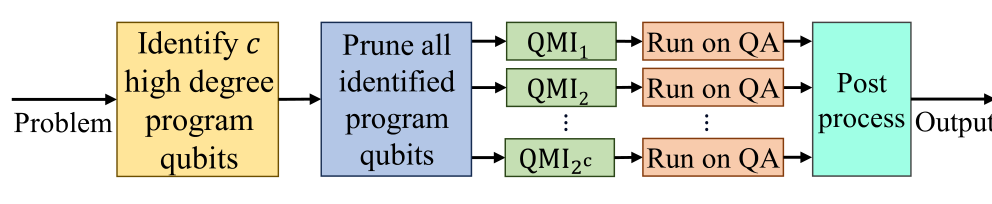 Problem
Identify c
high degree
program
qubits
Prune all
identified
program
qubits
QMI₁
Run on QA
QMI₂
Run on QA
⋮
⋮
QMI₂ᶜ
Run on QA
Post
process
Output